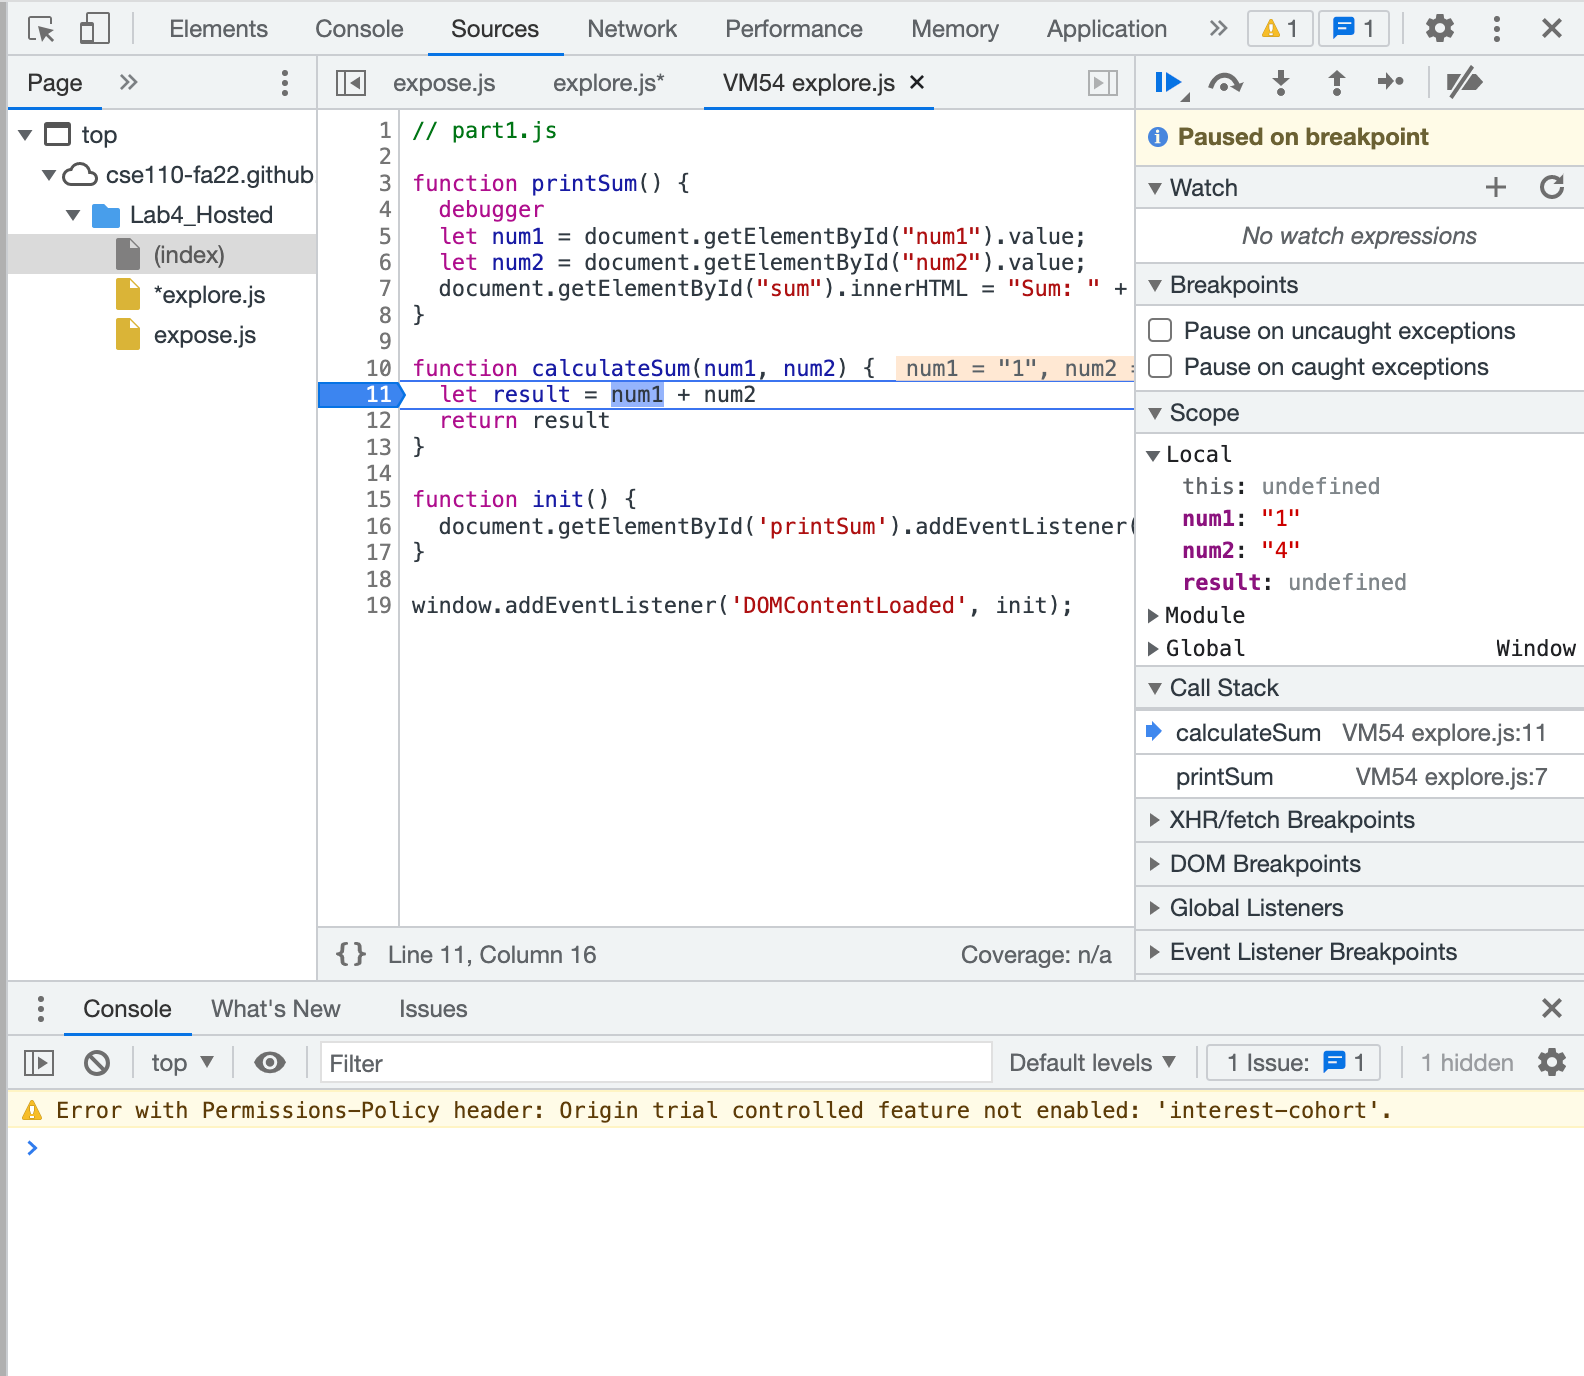 Elements Console Sources Network Performance Memory Application 1 1
Page
expose.js explore.js* VM54 explore.js
top
cse110-fa22.github
Lab4_Hosted
(index)
*explore.js
expose.js
1 // part1.js
2
3 function printSum() {
4 debugger
5 let num1 = document.getElementById("num1").value;
6 let num2 = document.getElementById("num2").value;
7 document.getElementById("sum").innerHTML = "Sum: " +
8 }
9
10 function calculateSum(num1, num2) { num1 = "1", num2 =
11 let result = num1 + num2
12 return result
13 }
14
15 function init() {
16 document.getElementById('printSum').addEventListener(
17 }
18
19 window.addEventListener('DOMContentLoaded', init);
{} Line 11, Column 16 Coverage: n/a
Paused on breakpoint
Watch
No watch expressions
Breakpoints
Pause on uncaught exceptions
Pause on caught exceptions
Scope
Local
this: undefined
num1: "1"
num2: "4"
result: undefined
Module
Global Window
Call Stack
calculateSum VM54 explore.js:11
printSum VM54 explore.js:7
XHR/fetch Breakpoints
DOM Breakpoints
Global Listeners
Event Listener Breakpoints
Console What's New Issues
top Filter Default levels 1 Issue: 1 1 hidden
Error with Permissions-Policy header: Origin trial controlled feature not enabled: 'interest-cohort'.